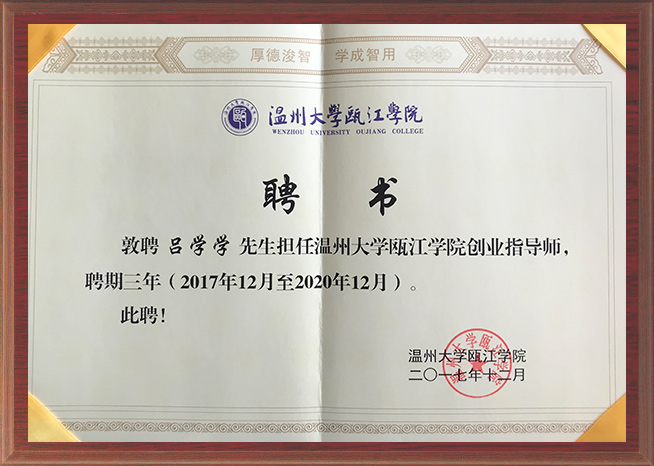 厚德浚智 学成智用
温州大學甌江學院
WENZHOU UNIVERSITY OUJIANG COLLEGE
聘 书
敦聘 吕学学 先生担任温州大学瓯江学院创业指导师，
聘期三年（2017年12月至2020年12月）。
此聘！
温州大学瓯江学院
二〇一七年十二月